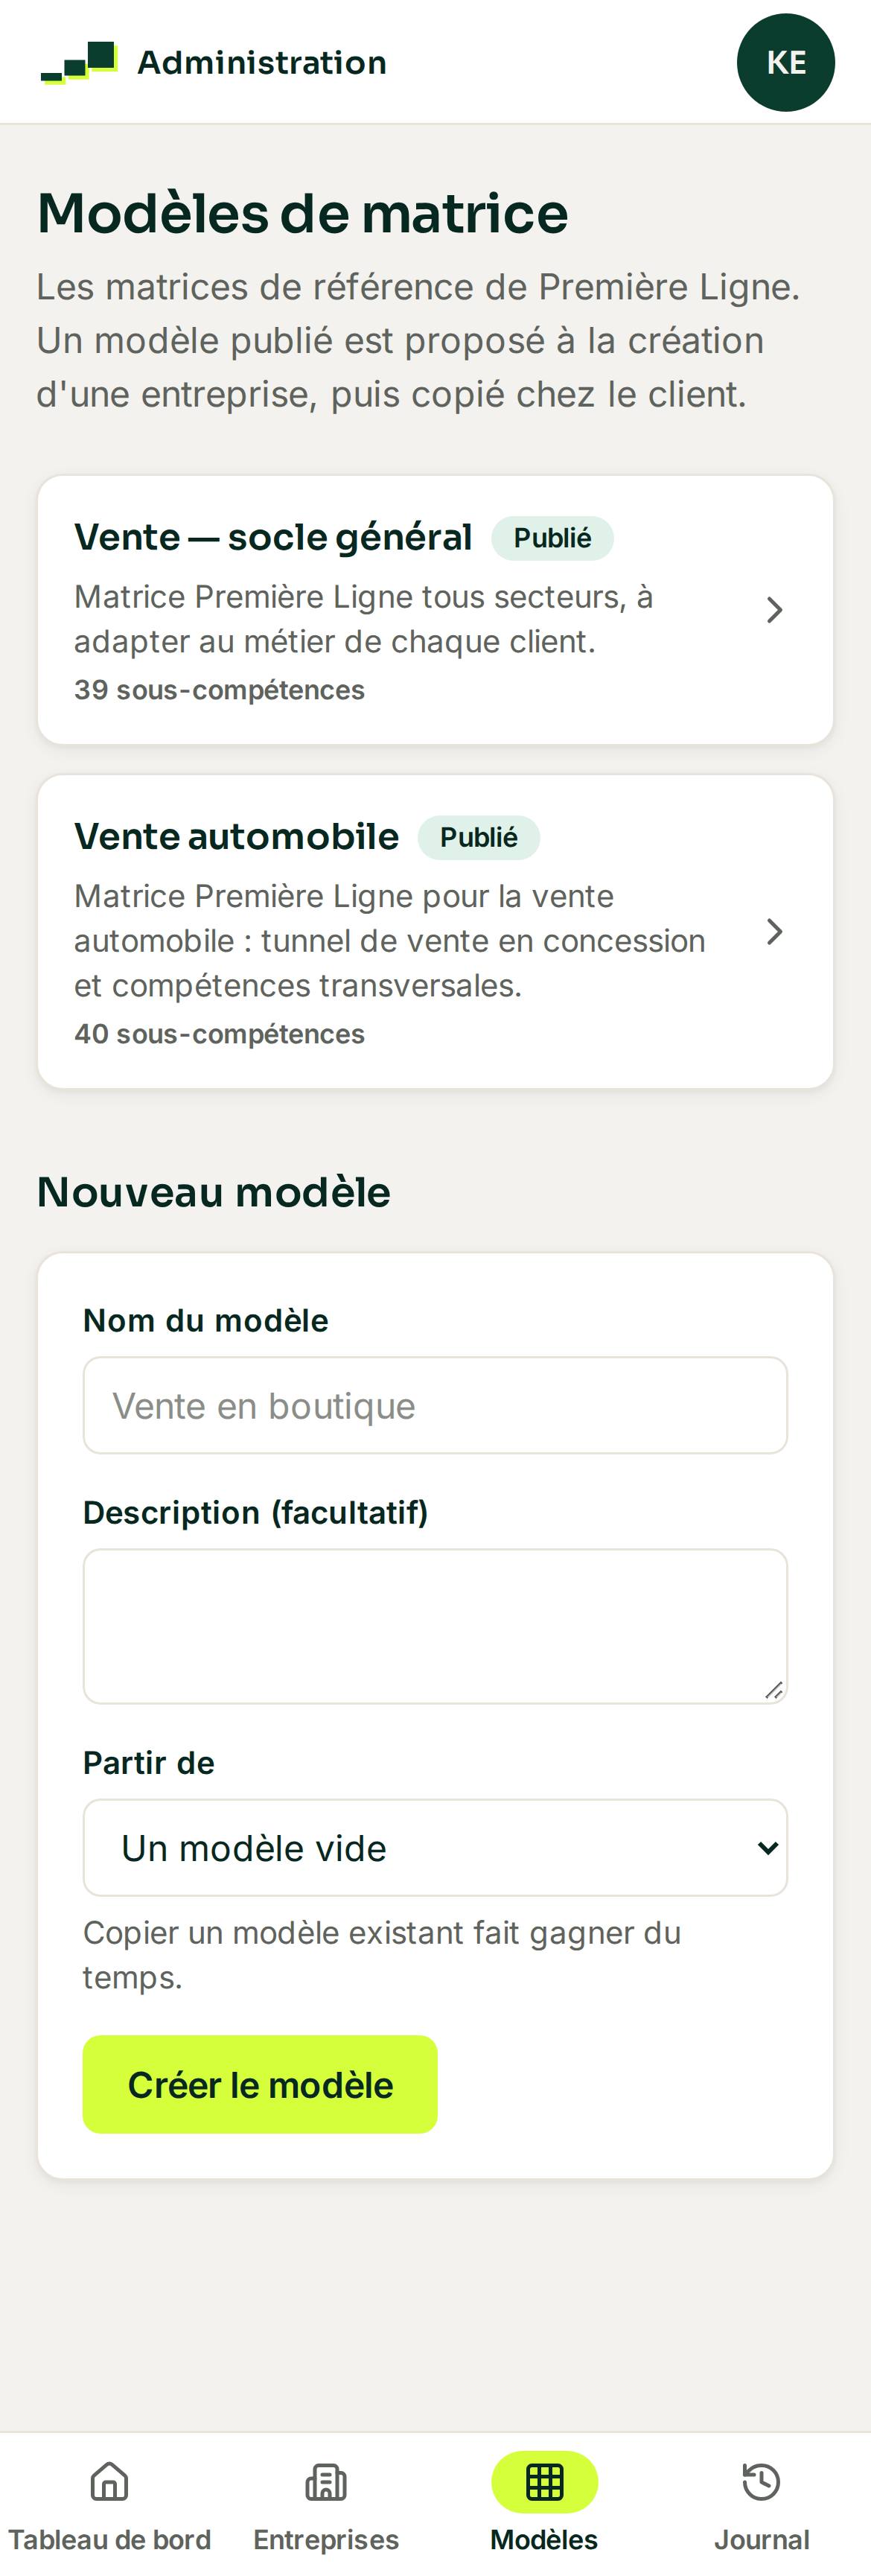 Administration
KE
Modèles de matrice
Les matrices de référence de Première Ligne.
Un modèle publié est proposé à la création
d'une entreprise, puis copié chez le client.
Vente — socle général
Publié
Matrice Première Ligne tous secteurs, à
adapter au métier de chaque client.
39 sous-compétences
Vente automobile
Publié
Matrice Première Ligne pour la vente
automobile : tunnel de vente en concession
et compétences transversales.
40 sous-compétences
Nouveau modèle
Nom du modèle
Vente en boutique
Description (facultatif)
Partir de
Un modèle vide
Copier un modèle existant fait gagner du
temps.
Créer le modèle
Tableau de bord
Entreprises
Modèles
Journal